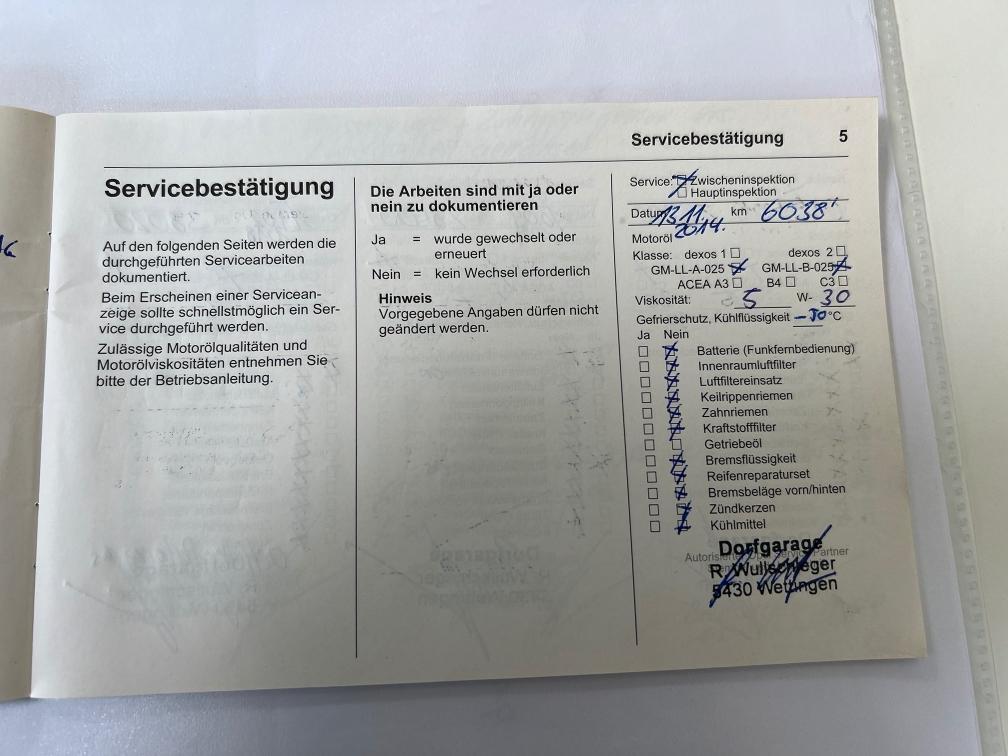 Servicebestätigung 5
Servicebestätigung
Auf den folgenden Seiten werden die
durchgeführten Servicearbeiten
dokumentiert.
Beim Erscheinen einer Servicean-
zeige sollte schnellstmöglich ein Ser-
vice durchgeführt werden.
Zulässige Motorölqualitäten und
Motorölviskositäten entnehmen Sie
bitte der Betriebsanleitung.
Die Arbeiten sind mit ja oder
nein zu dokumentieren
Ja = wurde gewechselt oder
erneuert
Nein = kein Wechsel erforderlich
Hinweis
Vorgegebene Angaben dürfen nicht
geändert werden.
Service: Zwischeninspektion
Hauptinspektion
Datum 13.11. km 6038'
2014.
Motoröl
Klasse: dexos 1 dexos 2
GM-LL-A-025 GM-LL-B-025
ACEA A3 B4 C3
Viskosität: 5 W- 30
Gefrierschutz, Kühlflüssigkeit -30 °C
Ja Nein
Batterie (Funkfernbedienung)
Innenraumluftfilter
Luftfiltereinsatz
Keilrippenriemen
Zahnriemen
Kraftstofffilter
Getriebeöl
Bremsflüssigkeit
Reifenreparaturset
Bremsbeläge vorn/hinten
Zündkerzen
Kühlmittel
Dorfgarage
Autorisierter Opel Service Partner
R. Wullschleger
5430 Wettingen